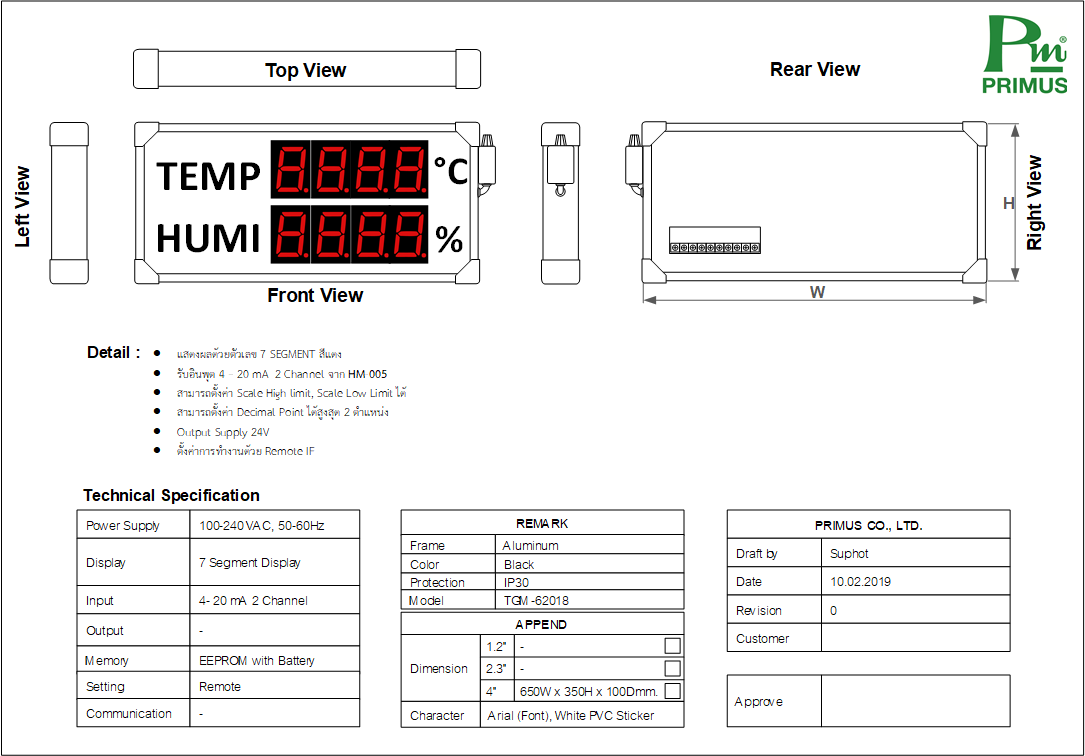 Pm®
PRIMUS
Top View
Rear View
Left View
TEMP 8.8.8.8. °C
HUMI 8.8.8.8. %
Front View
H
Right View
W
Detail :
● แสดงผลด้วยตัวเลข 7 SEGMENT สีแดง
● รับอินพุต 4 – 20 mA 2 Channel จาก HM-005
● สามารถตั้งค่า Scale High limit, Scale Low Limit ได้
● สามารถตั้งค่า Decimal Point ได้สูงสุด 2 ตำแหน่ง
● Output Supply 24V
● ตั้งค่าการทำงานด้วย Remote IF
Technical Specification
Power Supply 100-240 VAC, 50-60Hz
Display 7 Segment Display
Input 4- 20 mA 2 Channel
Output -
Memory EEPROM with Battery
Setting Remote
Communication -
REMARK
Frame Aluminum
Color Black
Protection IP30
Model TGM-62018
APPEND
Dimension
1.2" -
2.3" -
4" 650W x 350H x 100Dmm.
Character Arial (Font), White PVC Sticker
PRIMUS CO., LTD.
Draft by Suphot
Date 10.02.2019
Revision 0
Customer
Approve